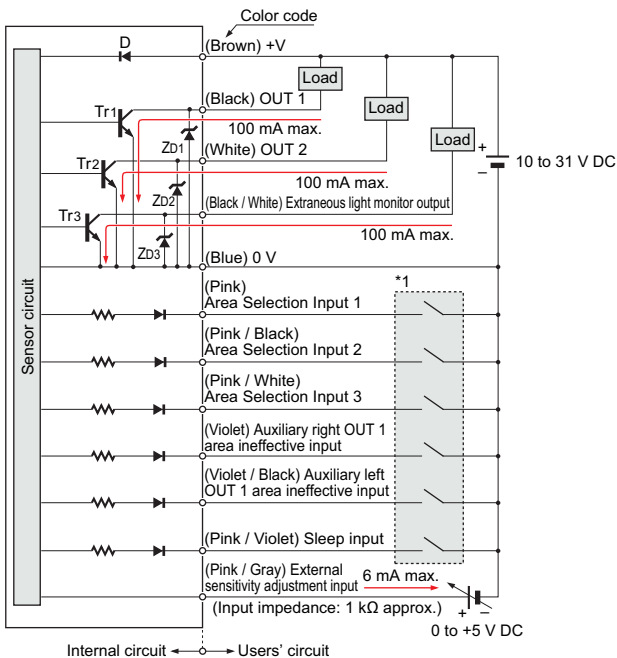 Color code
D
(Brown) +V
Load
(Black) OUT 1
Tr1
100 mA max.
Load
ZD1
(White) OUT 2
Load
+
10 to 31 V DC
–
Tr2
100 mA max.
ZD2
(Black / White) Extraneous light monitor output
Tr3
100 mA max.
ZD3
(Blue) 0 V
Sensor circuit
*1
(Pink)
Area Selection Input 1
(Pink / Black)
Area Selection Input 2
(Pink / White)
Area Selection Input 3
(Violet) Auxiliary right OUT 1
area ineffective input
(Violet / Black) Auxiliary left
OUT 1 area ineffective input
(Pink / Violet) Sleep input
(Pink / Gray) External
sensitivity adjustment input
6 mA max.
(Input impedance: 1 kΩ approx.)
+ –
0 to +5 V DC
Internal circuit
Users' circuit